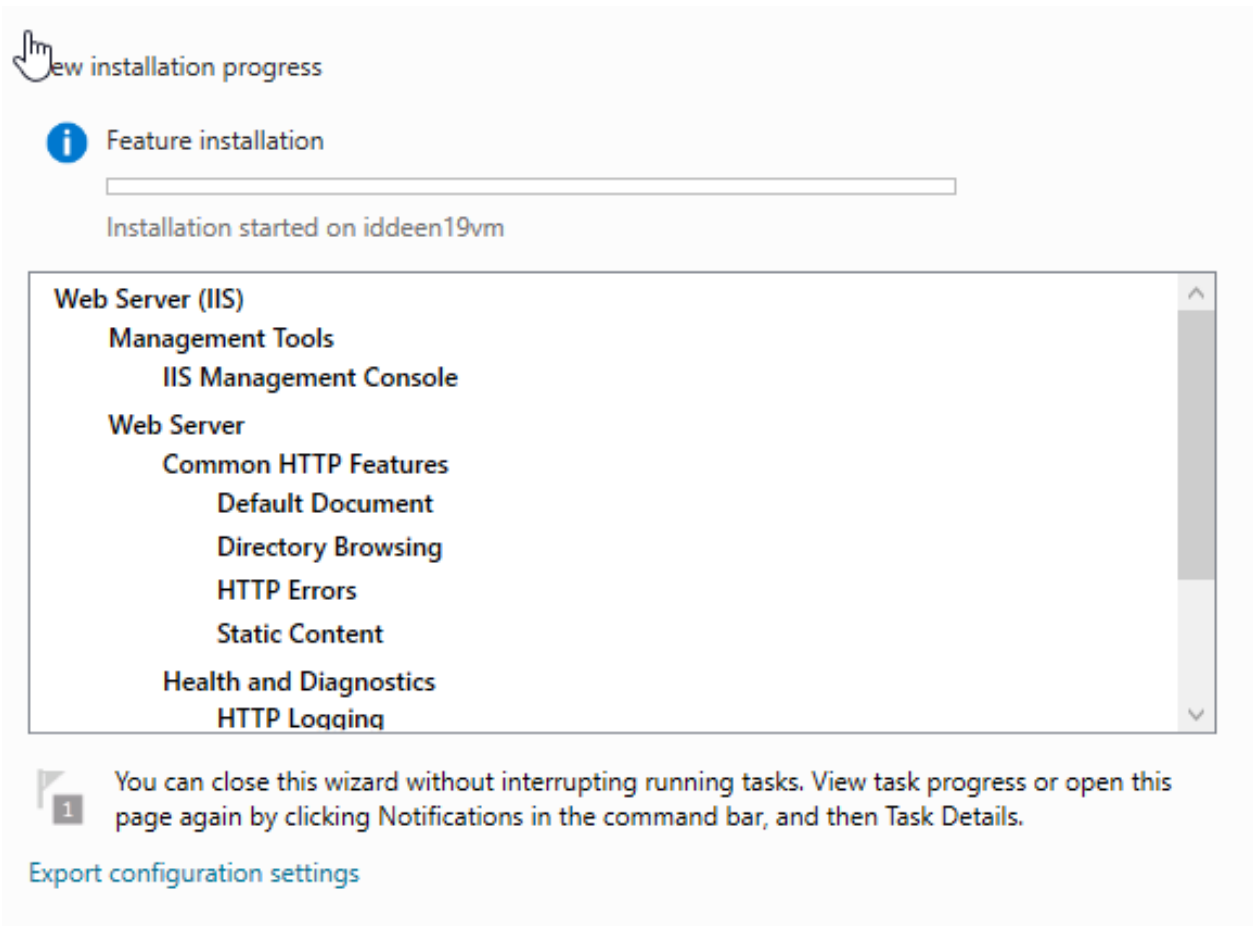 ew installation progress
Feature installation
Installation started on iddeen19vm
Web Server (IIS)
Management Tools
IIS Management Console
Web Server
Common HTTP Features
Default Document
Directory Browsing
HTTP Errors
Static Content
Health and Diagnostics
HTTP Logging
1
You can close this wizard without interrupting running tasks. View task progress or open this
page again by clicking Notifications in the command bar, and then Task Details.
Export configuration settings